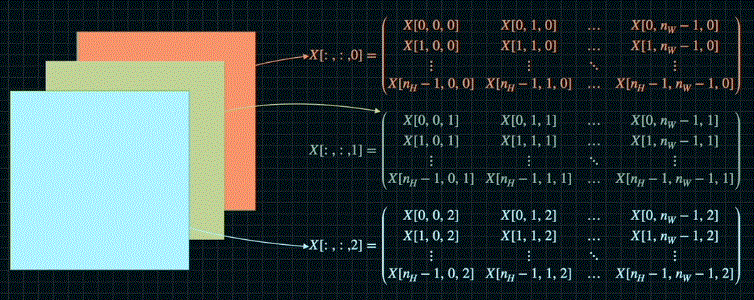 X[0, 0, 0] X[0, 1, 0] … X[0, n_W − 1, 0]
X[:, :, 0] = X[1, 0, 0] X[1, 1, 0] … X[1, n_W − 1, 0]
⋮ ⋮ ⋱ ⋮
X[n_H − 1, 0, 0] X[n_H − 1, 1, 0] … X[n_H − 1, n_W − 1, 0]
X[0, 0, 1] X[0, 1, 1] … X[0, n_W − 1, 1]
X[1, 0, 1] X[1, 1, 1] … X[1, n_W − 1, 1]
X[:, :, 1] = ⋮ ⋮ ⋱ ⋮
X[n_H − 1, 0, 1] X[n_H − 1, 1, 1] … X[n_H − 1, n_W − 1, 1]
X[0, 0, 2] X[0, 1, 2] … X[0, n_W − 1, 2]
X[:, :, 2] = X[1, 0, 2] X[1, 1, 2] … X[1, n_W − 1, 2]
⋮ ⋮ ⋱ ⋮
X[n_H − 1, 0, 2] X[n_H − 1, 1, 2] … X[n_H − 1, n_W − 1, 2]